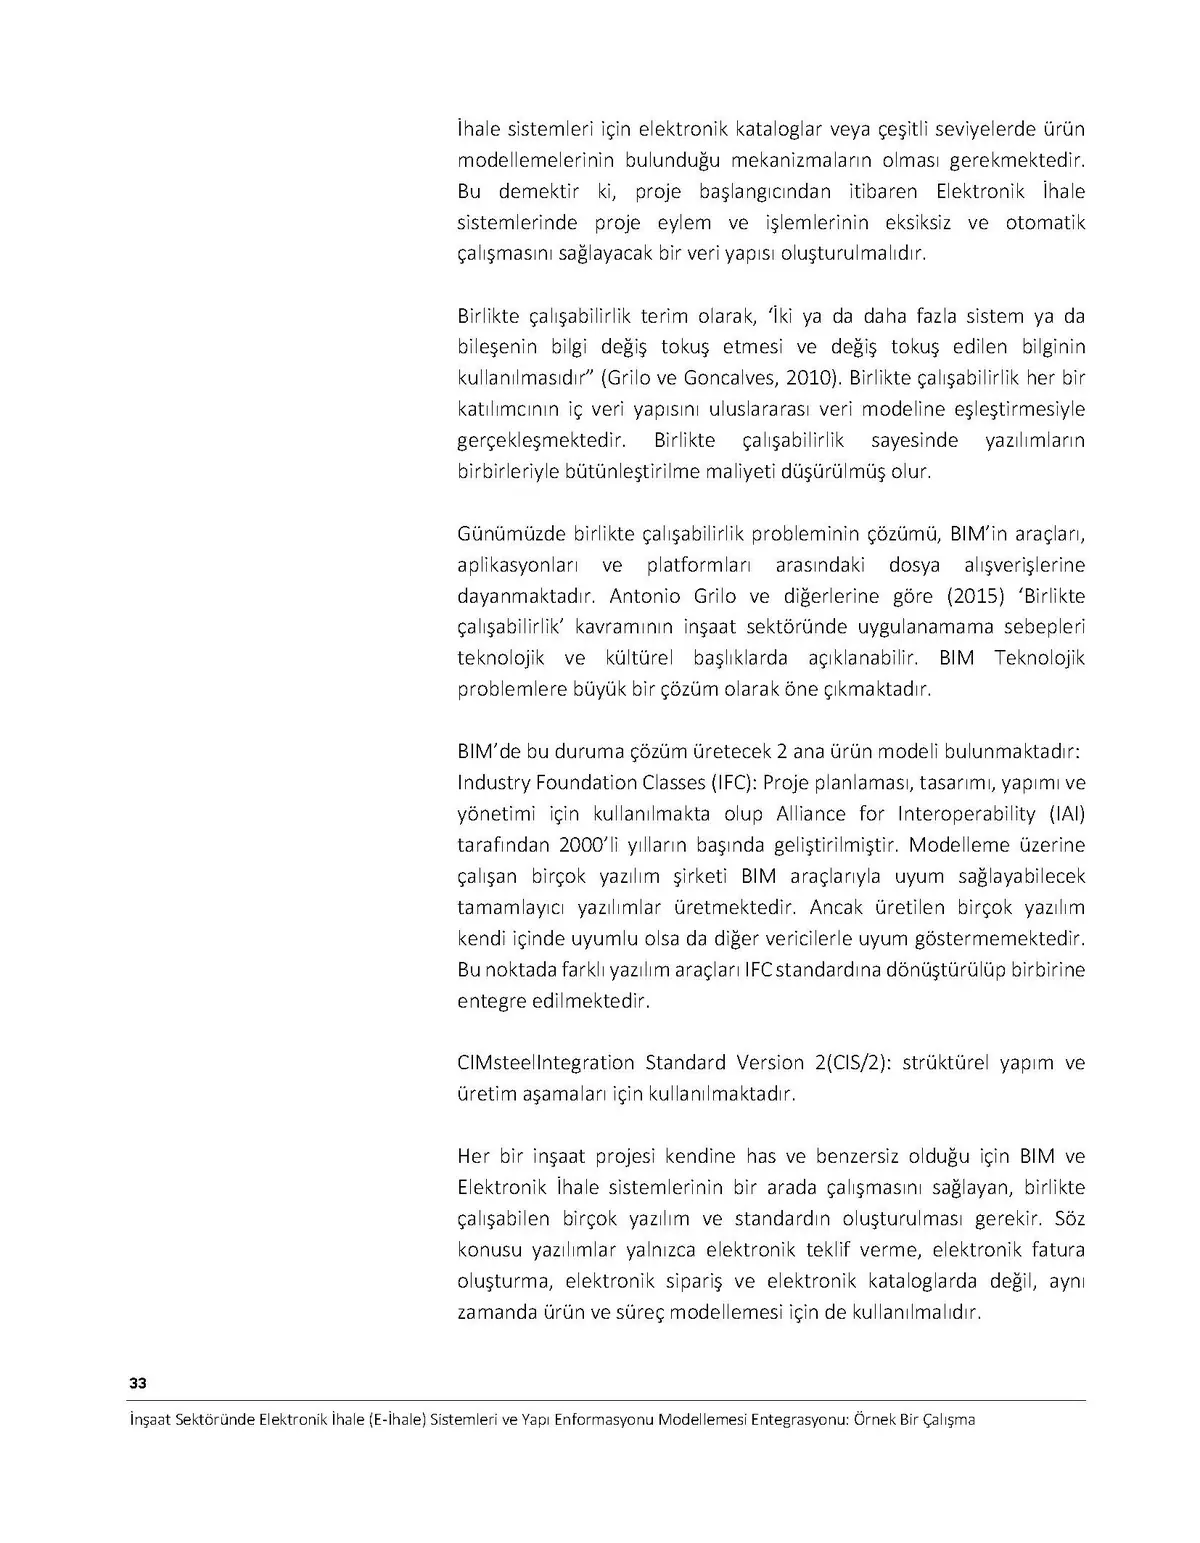 İhale sistemleri için elektronik kataloglar veya çeşitli seviyelerde ürün
modellemelerinin bulunduğu mekanizmaların olması gerekmektedir.
Bu demektir ki, proje başlangıcından itibaren Elektronik İhale
sistemlerinde proje eylem ve işlemlerinin eksiksiz ve otomatik
çalışmasını sağlayacak bir veri yapısı oluşturulmalıdır.
Birlikte çalışabilirlik terim olarak, ‘İki ya da daha fazla sistem ya da
bileşenin bilgi değiş tokuş etmesi ve değiş tokuş edilen bilginin
kullanılmasıdır” (Grilo ve Goncalves, 2010). Birlikte çalışabilirlik her bir
katılımcının iç veri yapısını uluslararası veri modeline eşleştirmesiyle
gerçekleşmektedir. Birlikte çalışabilirlik sayesinde yazılımların
birbirleriyle bütünleştirilme maliyeti düşürülmüş olur.
Günümüzde birlikte çalışabilirlik probleminin çözümü, BIM’in araçları,
aplikasyonları ve platformları arasındaki dosya alışverişlerine
dayanmaktadır. Antonio Grilo ve diğerlerine göre (2015) ‘Birlikte
çalışabilirlik’ kavramının inşaat sektöründe uygulanamama sebepleri
teknolojik ve kültürel başlıklarda açıklanabilir. BIM Teknolojik
problemlere büyük bir çözüm olarak öne çıkmaktadır.
BIM’de bu duruma çözüm üretecek 2 ana ürün modeli bulunmaktadır:
Industry Foundation Classes (IFC): Proje planlaması, tasarımı, yapımı ve
yönetimi için kullanılmakta olup Alliance for Interoperability (IAI)
tarafından 2000’li yılların başında geliştirilmiştir. Modelleme üzerine
çalışan birçok yazılım şirketi BIM araçlarıyla uyum sağlayabilecek
tamamlayıcı yazılımlar üretmektedir. Ancak üretilen birçok yazılım
kendi içinde uyumlu olsa da diğer vericilerle uyum göstermemektedir.
Bu noktada farklı yazılım araçları IFC standardına dönüştürülüp birbirine
entegre edilmektedir.
CIMsteelIntegration Standard Version 2(CIS/2): strüktürel yapım ve
üretim aşamaları için kullanılmaktadır.
Her bir inşaat projesi kendine has ve benzersiz olduğu için BIM ve
Elektronik İhale sistemlerinin bir arada çalışmasını sağlayan, birlikte
çalışabilen birçok yazılım ve standardın oluşturulması gerekir. Söz
konusu yazılımlar yalnızca elektronik teklif verme, elektronik fatura
oluşturma, elektronik sipariş ve elektronik kataloglarda değil, aynı
zamanda ürün ve süreç modellemesi için de kullanılmalıdır.
33
İnşaat Sektöründe Elektronik İhale (E-İhale) Sistemleri ve Yapı Enformasyonu Modellemesi Entegrasyonu: Örnek Bir Çalışma